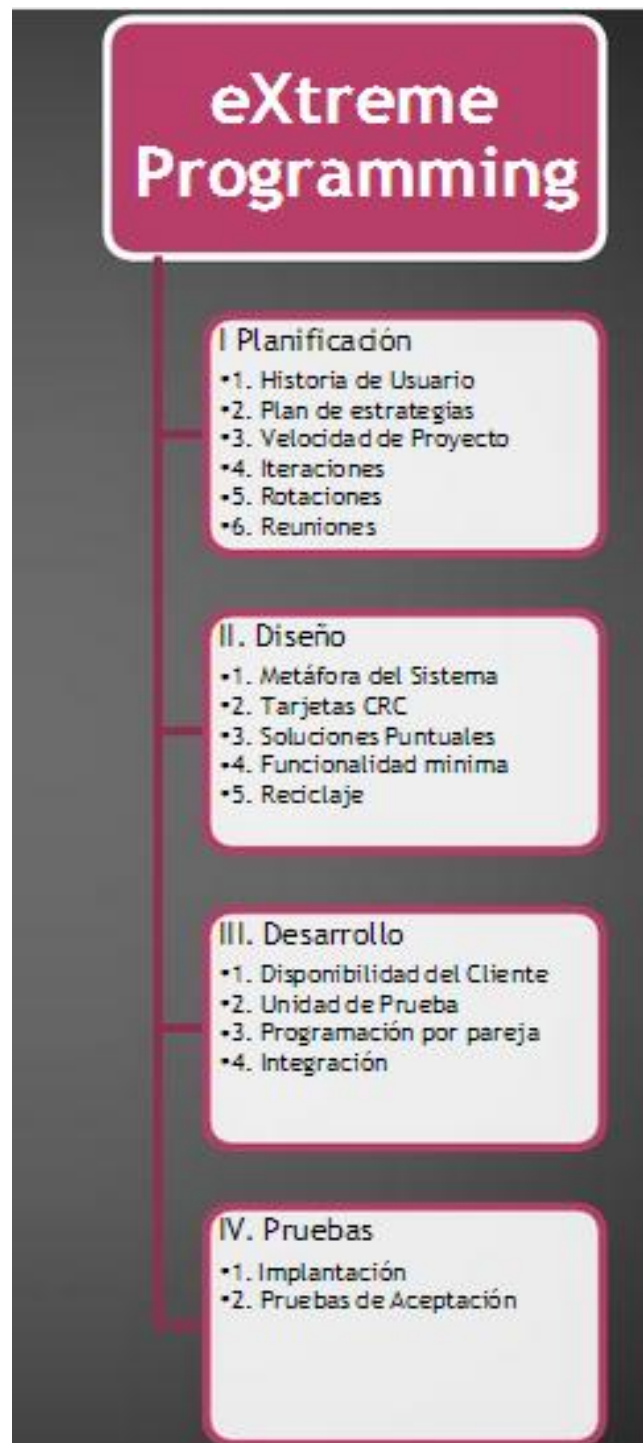 eXtreme
Programming
I Planificación
•1. Historia de Usuario
•2. Plan de estrategias
•3. Velocidad de Proyecto
•4. Iteraciones
•5. Rotaciones
•6. Reuniones
II. Diseño
•1. Metáfora del Sistema
•2. Tarjetas CRC
•3. Soluciones Puntuales
•4. Funcionalidad minima
•5. Reciclaje
III. Desarrollo
•1. Disponibilidad del Cliente
•2. Unidad de Prueba
•3. Programación por pareja
•4. Integración
IV. Pruebas
•1. Implantación
•2. Pruebas de Aceptación